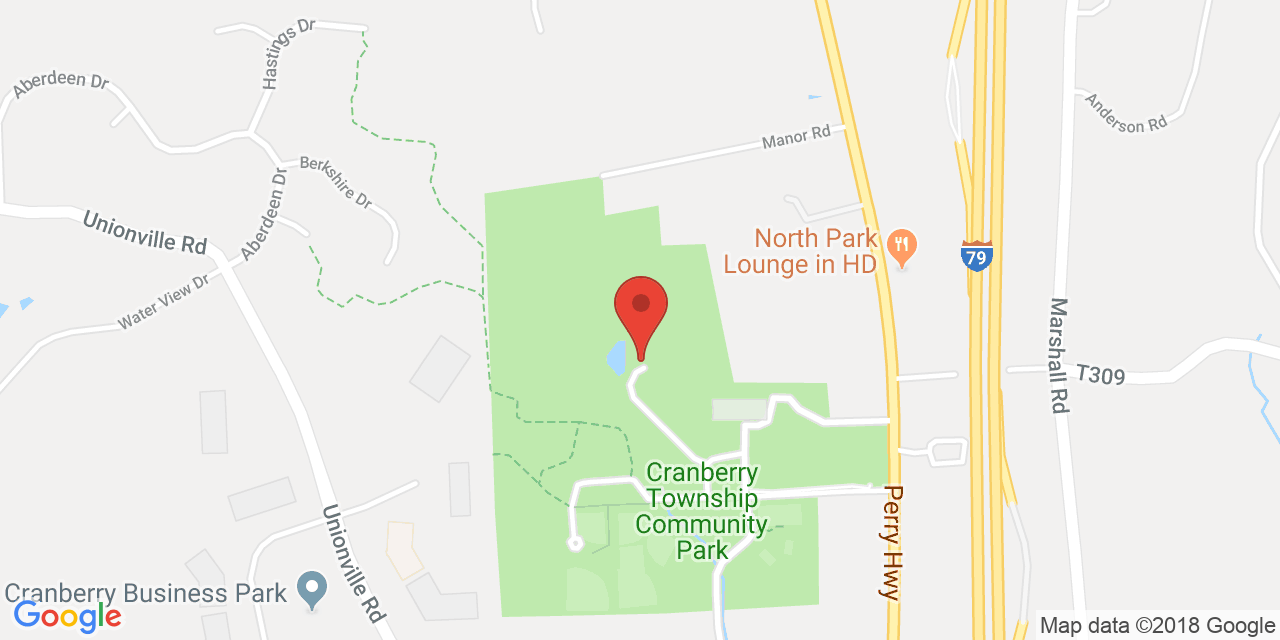 Hastings Dr
Aberdeen Dr
Anderson Rd
Manor Rd
Berkshire Dr
Aberdeen Dr
Unionville Rd
North Park
Lounge in HD
79
Water View Dr
Marshall Rd
T309
Cranberry
Township
Community
Park
Perry Hwy
Unionville Rd
Cranberry Business Park
Google
Map data ©2018 Google